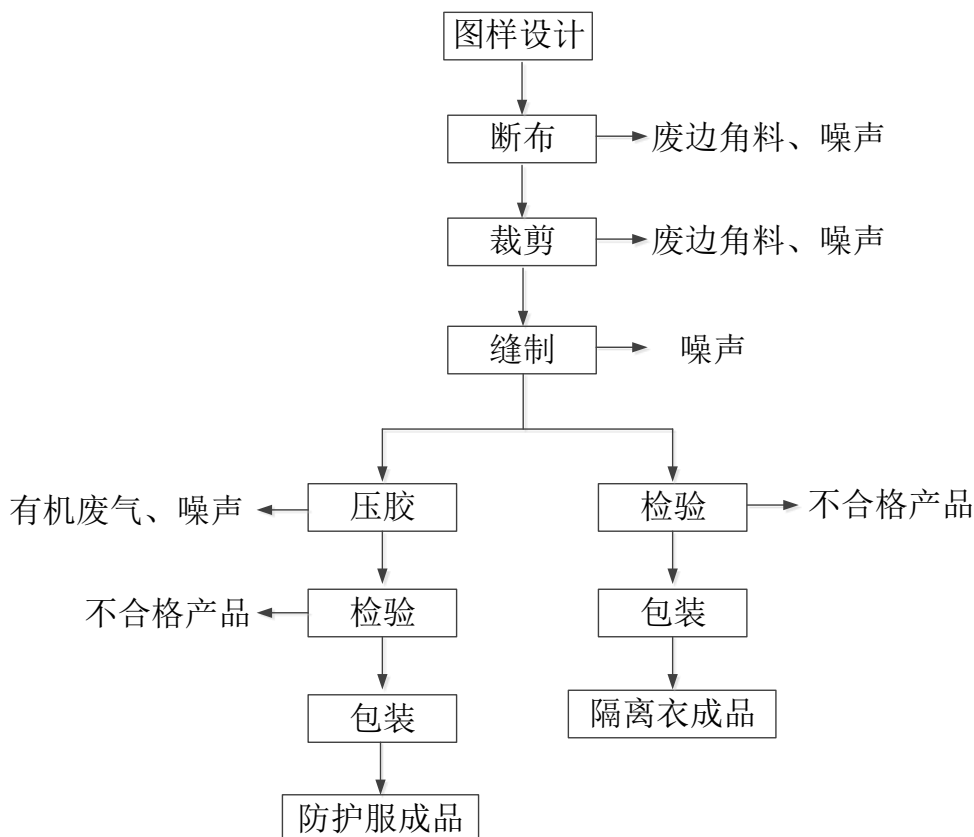 图样设计
断布
废边角料、噪声
裁剪
废边角料、噪声
缝制
噪声
有机废气、噪声
压胶
检验
不合格产品
不合格产品
检验
包装
包装
隔离衣成品
防护服成品